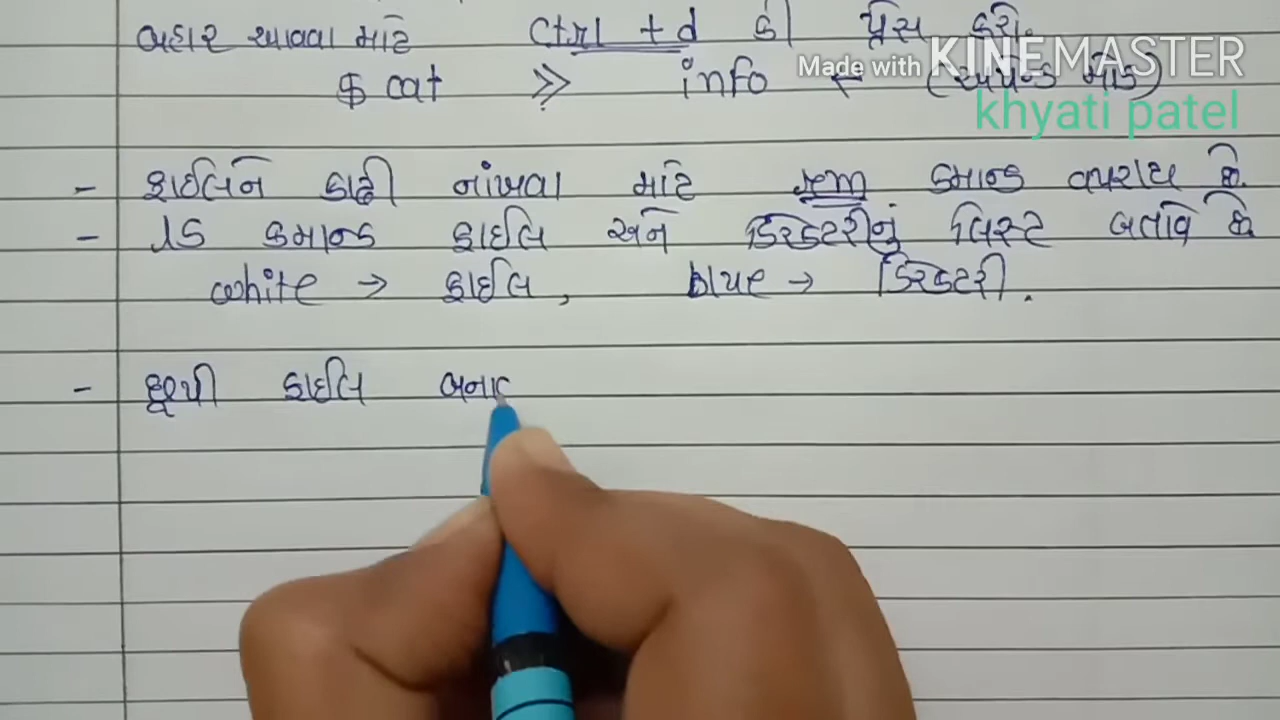 બહાર આવવા માટે Ctrl + d કી પ્રેસ કરો.
Made with KINEMASTER
$ cat >> info ← (એપેન્ડ મોડ)
khyati patel
- ફાઈલને કાઢી નાંખવા માટે rm કમાન્ડ વપરાય છે.
- ls કમાન્ડ ફાઈલ અને ડિરેક્ટરીનું લિસ્ટ બતાવે છે
white → ફાઈલ, blue → ડિરેક્ટરી.
- છૂપી ફાઈલ બના